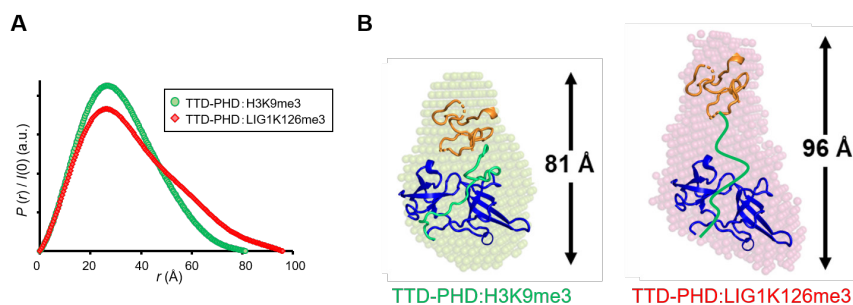 A
B
P (r) / I(0) (a.u.)
TTD-PHD:H3K9me3
TTD-PHD:LIG1K126me3
0 20 40 60 80 100
r (Å)
81 Å
96 Å
TTD-PHD:H3K9me3
TTD-PHD:LIG1K126me3